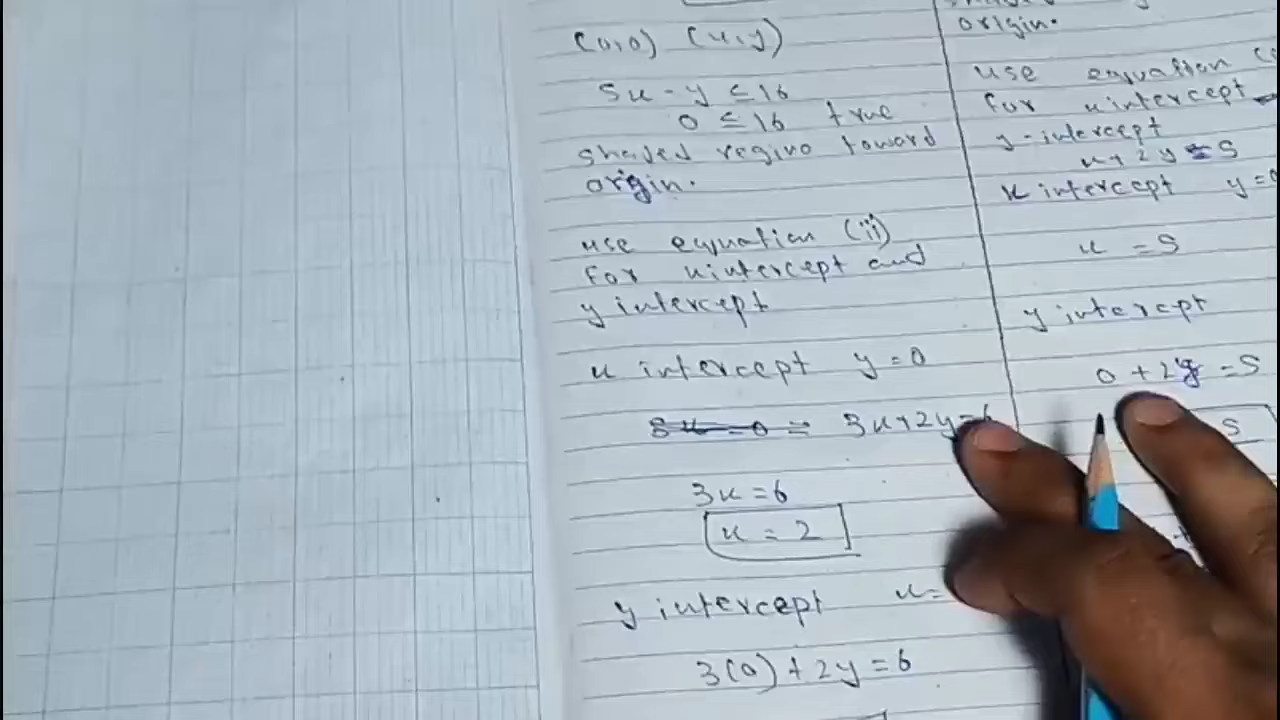 (0,0) (x,y)
5x - y ≤ 16
0 ≤ 16 true
shaded regino toward
origin.
use equation (ii)
for x intercept and
y intercept
x intercept y = 0
= 3x + 2y = 6
3x = 6
x = 2
y intercept x =
3(0) + 2y = 6
origin.
use equation
for x intercept
y-intercept
x + 2y = 5
x intercept y =
x = 5
y intercept
0 + 2y = 5
5